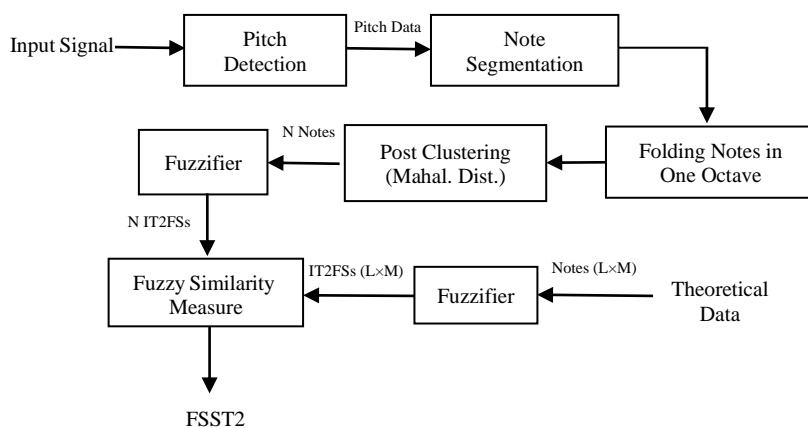 Input Signal
Pitch
Detection
Pitch Data
Note
Segmentation
Folding Notes in
One Octave
Post Clustering
(Mahal. Dist.)
N Notes
Fuzzifier
N IT2FSs
Fuzzy Similarity
Measure
IT2FSs (L×M)
Fuzzifier
Notes (L×M)
Theoretical
Data
FSST2